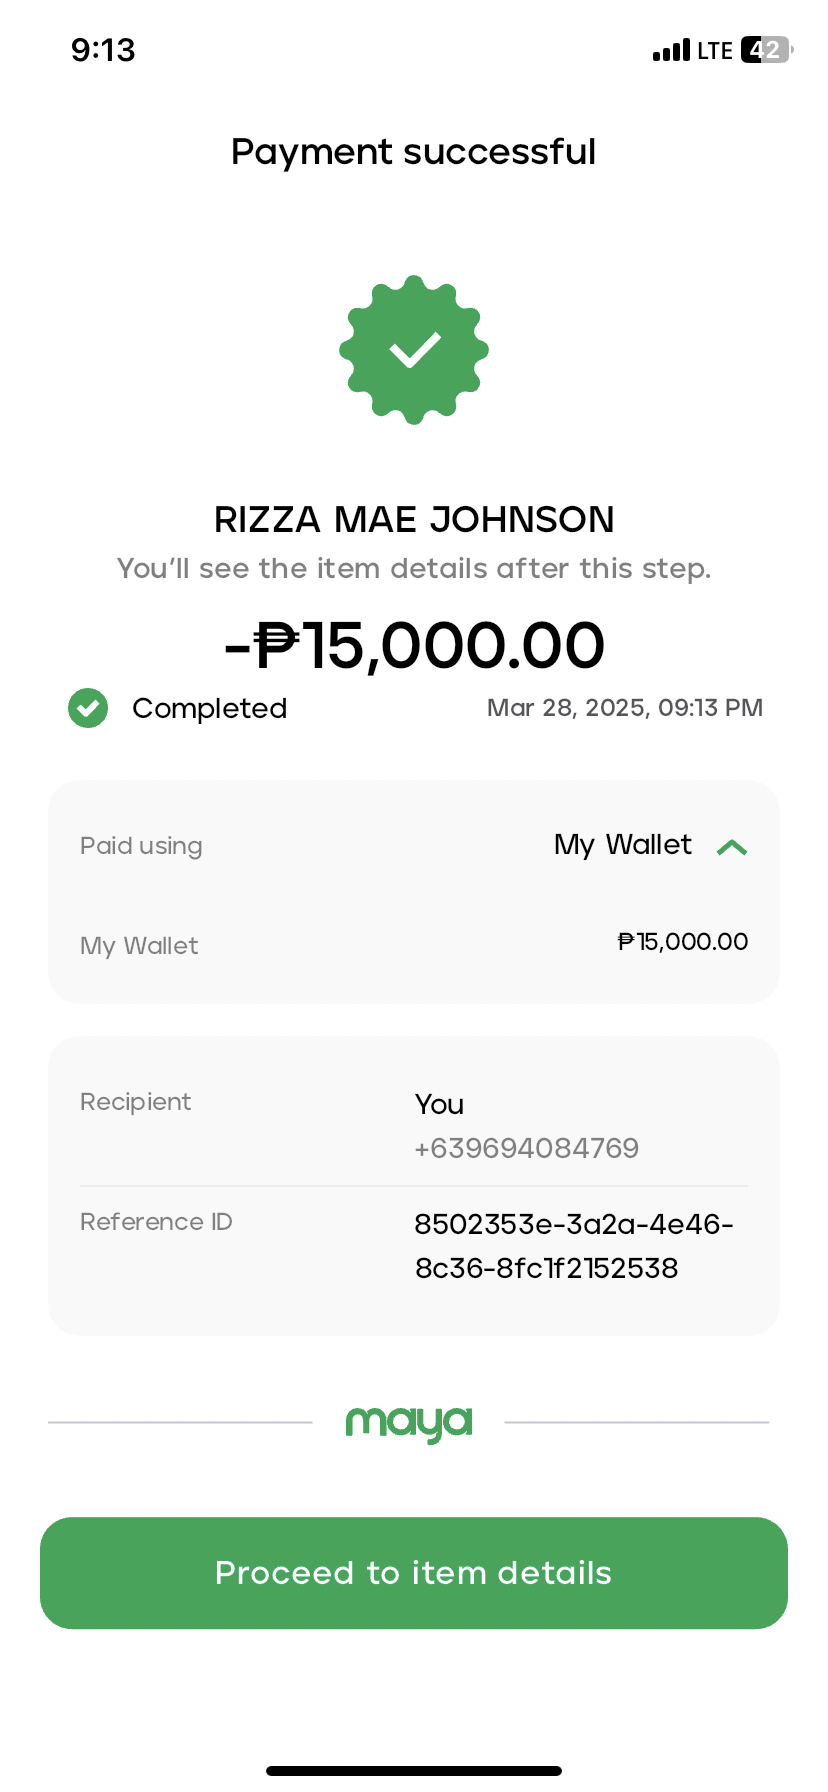 9:13
LTE 42
Payment successful
RIZZA MAE JOHNSON
You'll see the item details after this step.
-₱15,000.00
Completed Mar 28, 2025, 09:13 PM
Paid using My Wallet
My Wallet ₱15,000.00
Recipient You
+639694084769
Reference ID 8502353e-3a2a-4e46-
8c36-8fc1f2152538
maya
Proceed to item details